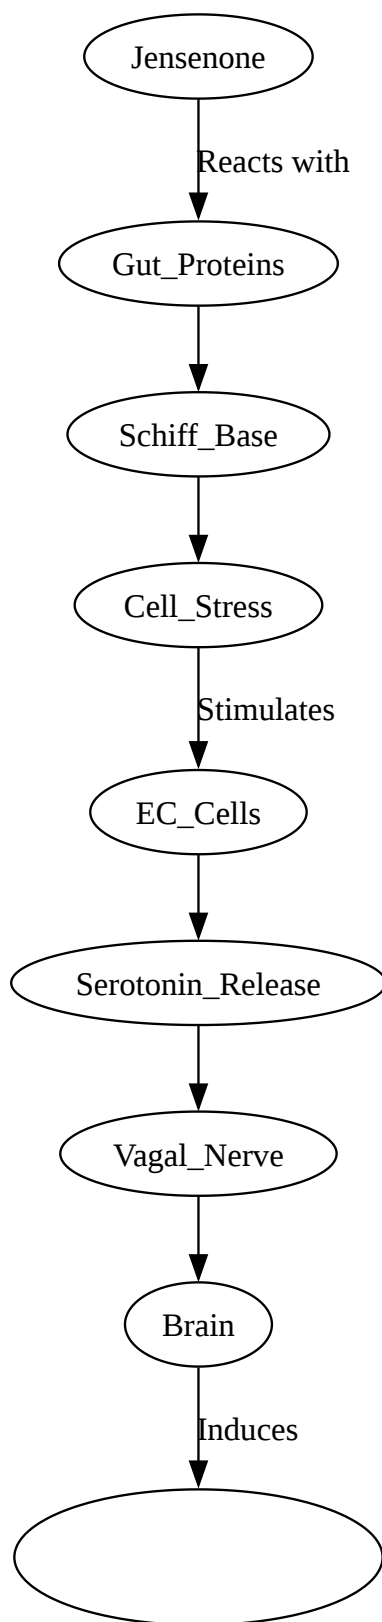 Jensenone
Reacts with
Gut_Proteins
Schiff_Base
Cell_Stress
Stimulates
EC_Cells
Serotonin_Release
Vagal_Nerve
Brain
Induces